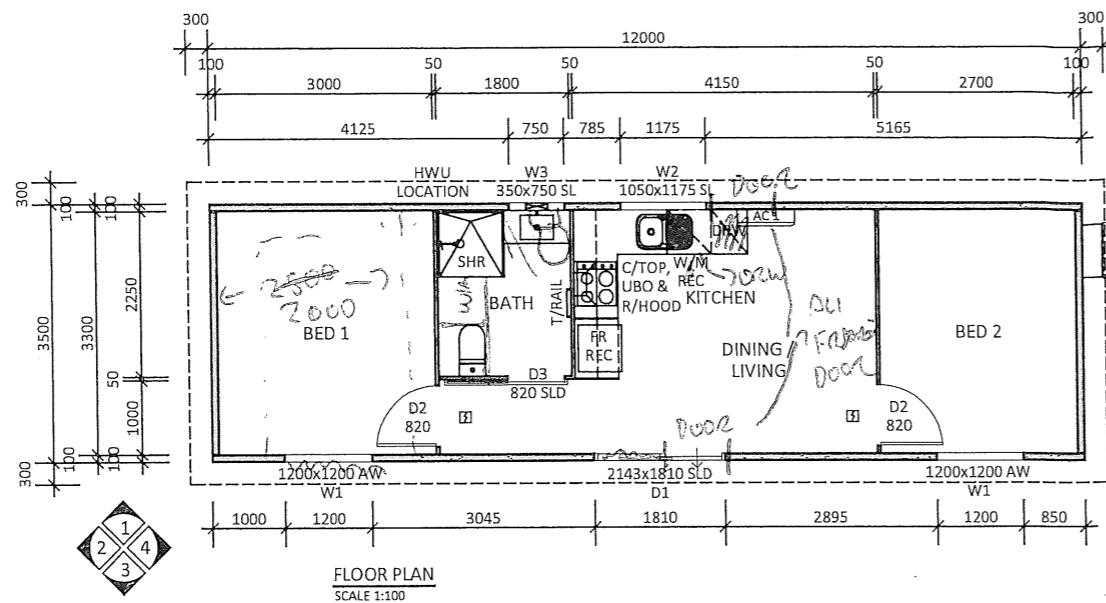 300
300
12000
100
50
50
50
100
3000
1800
4150
2700
4125
750
785
1175
5165
HWU
LOCATION
W3
350x750 SL
W2
1050x1175 SL
DOOR
300
100
100
AC 1
SHR
C/TOP,
UBO &
R/HOOD
W/M
REC
KITCHEN
2500
2000
BED 1
BATH
T/RAIL
FR
REC
DINING
LIVING
DOOR
BED 2
3500
3300
2250
50
1000
D3
820 SLD
D2
820
D2
820
DOOR
300
100
100
1200x1200 AW
W1
2143x1810 SLD
D1
1200x1200 AW
W1
1000
1200
3045
1810
2895
1200
850
1
2
4
3
FLOOR PLAN
SCALE 1:100